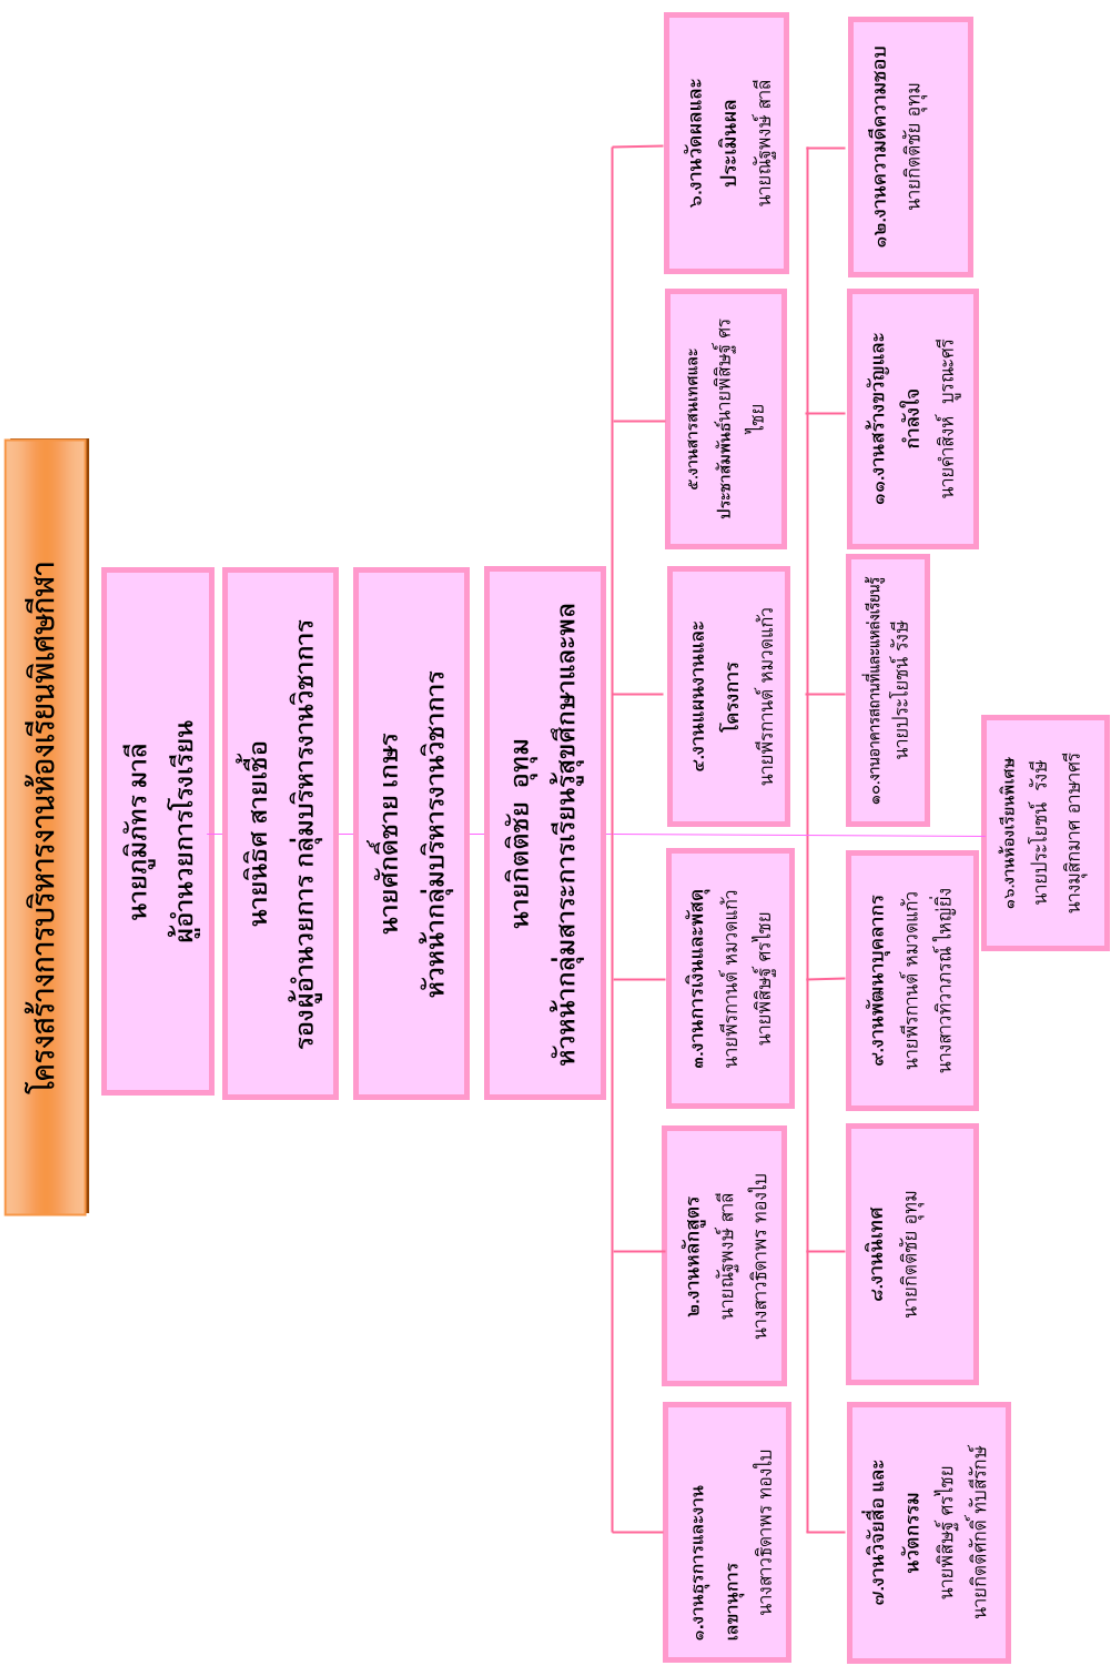 โครงสร้างการบริหารงานห้องเรียนพิเศษกีฬา
นายภูมิภัทร มาลี
ผู้อำนวยการโรงเรียน
นายนิธิศ สายเชื้อ
รองผู้อำนวยการ กลุ่มบริหารงานวิชาการ
นายศักดิ์ชาย เกษร
หัวหน้ากลุ่มบริหารงานวิชาการ
นายกิตติชัย อุทุม
หัวหน้ากลุ่มสาระการเรียนรู้สุขศึกษาและพล
๑.งานธุรการและงาน
เลขานุการ
นางสาวธิดาพร ทองใบ
๒.งานหลักสูตร
นายณัฐพงษ์ สาลี
นางสาวธิดาพร ทองใบ
๓.งานการเงินและพัสดุ
นายพีรกานต์ หมวดแก้ว
นายพิสิษฐ์ ศรไชย
๔.งานแผนงานและ
โครงการ
นายพีรกานต์ หมวดแก้ว
๕.งานสารสนเทศและ
ประชาสัมพันธ์นายพิสิษฐ์ ศร
ไชย
๖.งานวัดผลและ
ประเมินผล
นายณัฐพงษ์ สาลี
๗.งานวิจัยสื่อ และ
นวัตกรรม
นายพิสิษฐ์ ศรไชย
นายกิตติศักดิ์ ทับสีรักษ์
๘.งานนิเทศ
นายกิตติชัย อุทุม
๙.งานพัฒนาบุคลากร
นายพีรกานต์ หมวดแก้ว
นางสาวทิวาภรณ์ ใหญ่ยิ่ง
๑๐.งานอาคารสถานที่และแหล่งเรียนรู้
นายประโยชน์ รังษี
๑๑.งานสร้างขวัญและ
กำลังใจ
นายคำสิงห์ บูรณะศรี
๑๒.งานความดีความชอบ
นายกิตติชัย อุทุม
๑๖.งานห้องเรียนพิเศษ
นายประโยชน์ รังษี
นางมุสิกมาศ อาษาศรี